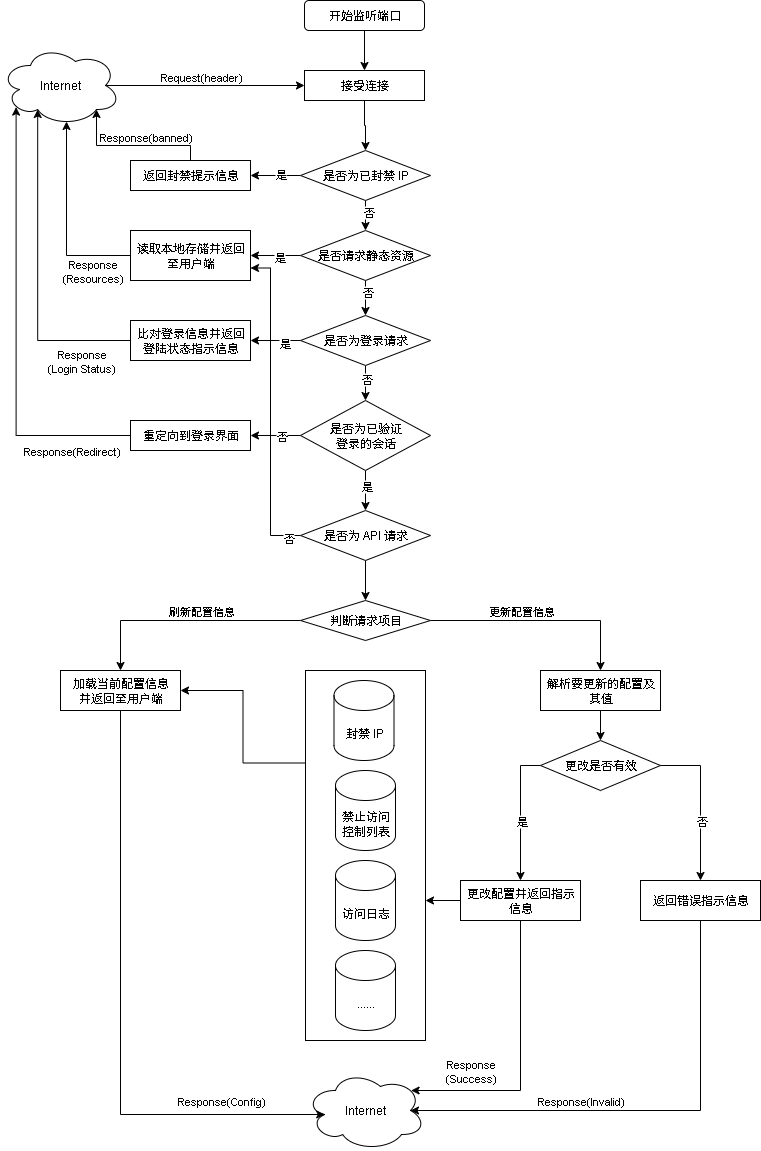 开始监听端口
Internet
Request(header)
接受连接
Response(banned)
返回封禁提示信息
是
是否为已封禁 IP
否
读取本地存储并返回
至用户端
是
是否请求静态资源
Response
(Resources)
否
比对登录信息并返回
登陆状态指示信息
是
是否为登录请求
Response
(Login Status)
否
重定向到登录界面
否
是否为已验证
登录的会话
Response(Redirect)
是
否
是否为 API 请求
刷新配置信息
判断请求项目
更新配置信息
加载当前配置信息
并返回至用户端
封禁 IP
解析要更新的配置及
其值
更改是否有效
禁止访问
控制列表
是
否
访问日志
更改配置并返回指示
信息
返回错误指示信息
......
Response
(Success)
Response(Config)
Internet
Response(Invalid)